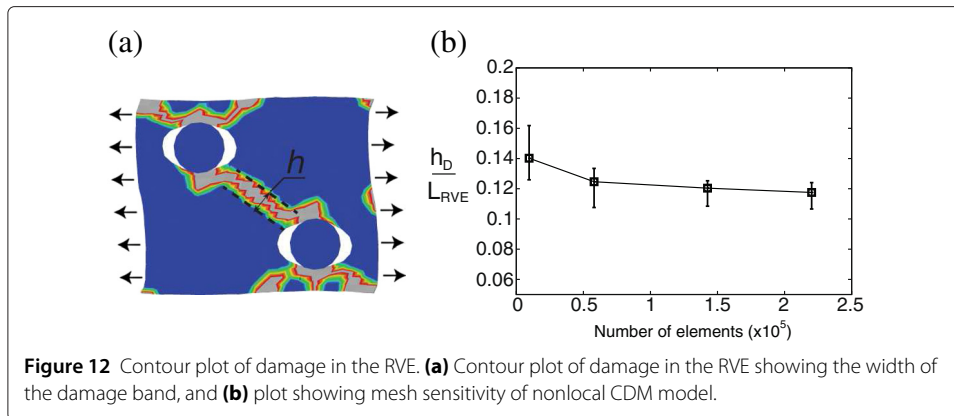 (a)
h
(b)
0.2
0.18
0.16
0.14
0.12
0.1
0.08
0.06
h_D
L_RVE
0 0.5 1 1.5 2 2.5
Number of elements (x10⁵)
Figure 12 Contour plot of damage in the RVE. (a) Contour plot of damage in the RVE showing the width of
the damage band, and (b) plot showing mesh sensitivity of nonlocal CDM model.